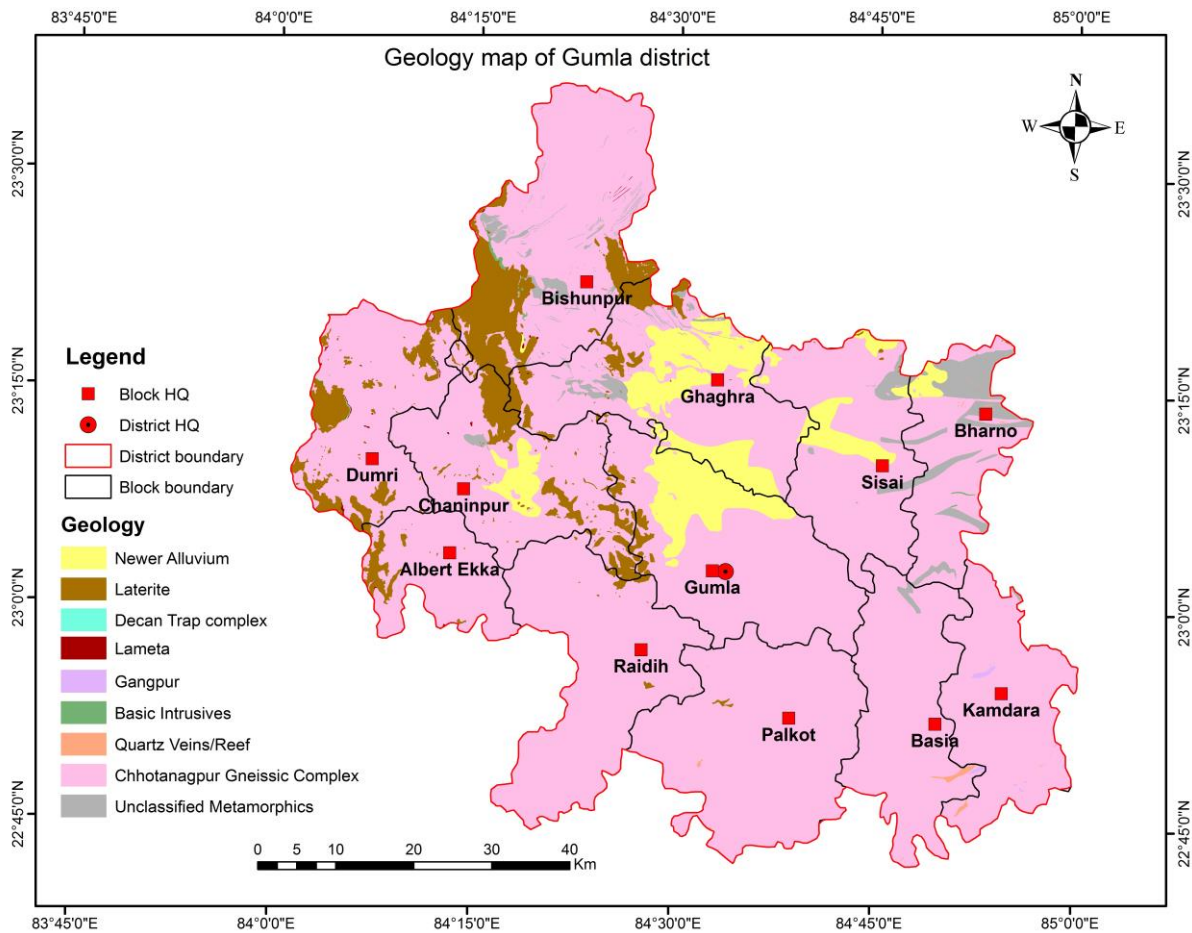 83°45'0"E 84°0'0"E 84°15'0"E 84°30'0"E 84°45'0"E 85°0'0"E
Geology map of Gumla district
N
W E
S
23°30'0"N 23°30'0"N
Bishunpur
Legend
Block HQ
District HQ
District boundary
Block boundary
23°15'0"N 23°15'0"N
Ghaghra
Bharno
Dumri
Sisai
Chaninpur
Albert Ekka
Gumla
Geology
Newer Alluvium
Laterite
Decan Trap complex
Lameta
Gangpur
Basic Intrusives
Quartz Veins/Reef
Chhotanagpur Gneissic Complex
Unclassified Metamorphics
23°0'0"N 23°0'0"N
Raidih
Kamdara
Palkot
Basia
22°45'0"N 22°45'0"N
0 5 10 20 30 40
Km
83°45'0"E 84°0'0"E 84°15'0"E 84°30'0"E 84°45'0"E 85°0'0"E